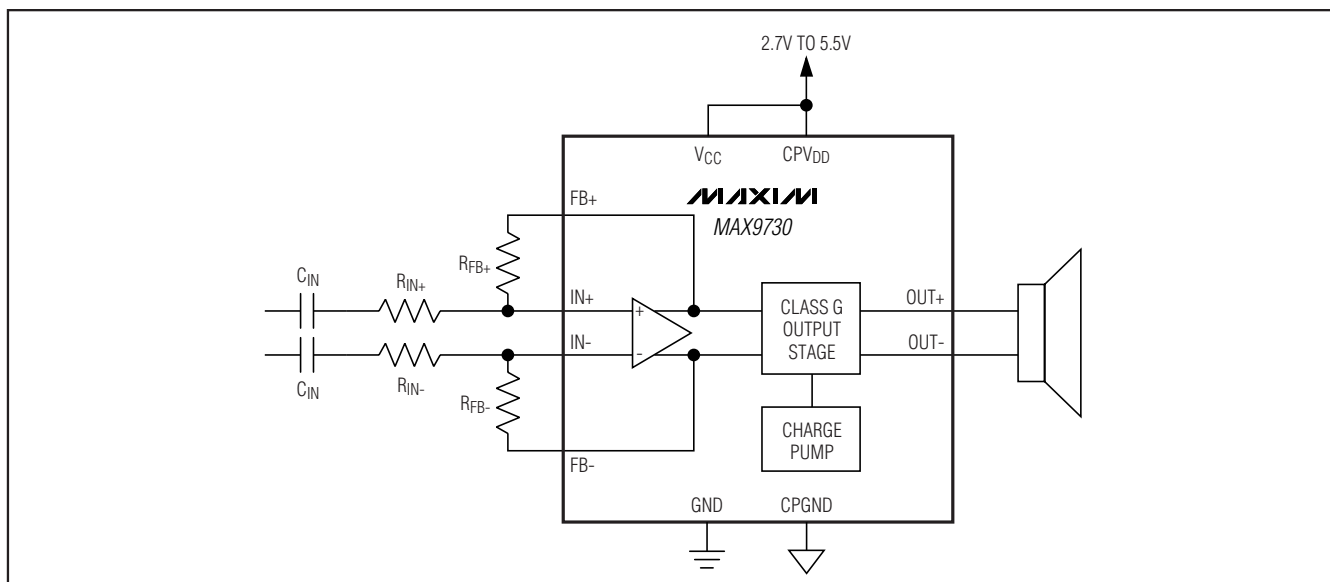 2.7V TO 5.5V
VCC
CPVDD
MAXIM
MAX9730
FB+
RFB+
CIN
RIN+
IN+
+
CLASS G
OUTPUT
STAGE
OUT+
IN-
-
OUT-
CIN
RIN-
RFB-
CHARGE
PUMP
FB-
GND
CPGND